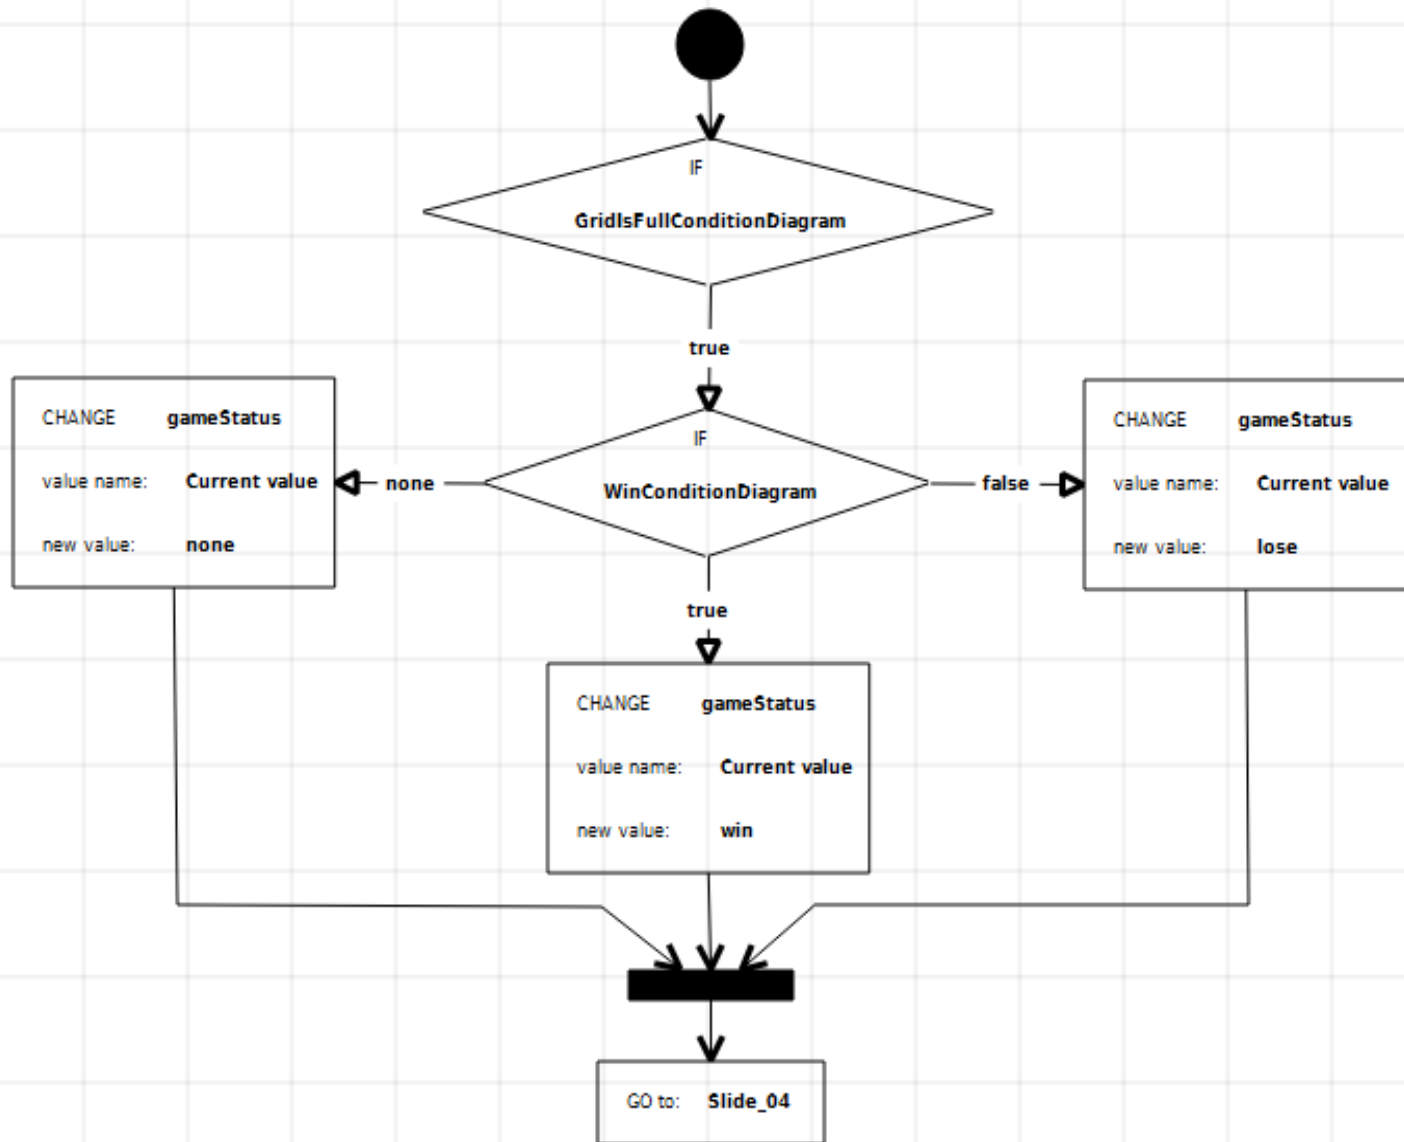 IF
GridIsFullConditionDiagram
true
CHANGE gameStatus
value name: Current value
new value: none
none
IF
WinConditionDiagram
false
CHANGE gameStatus
value name: Current value
new value: lose
true
CHANGE gameStatus
value name: Current value
new value: win
GO to: Slide_04